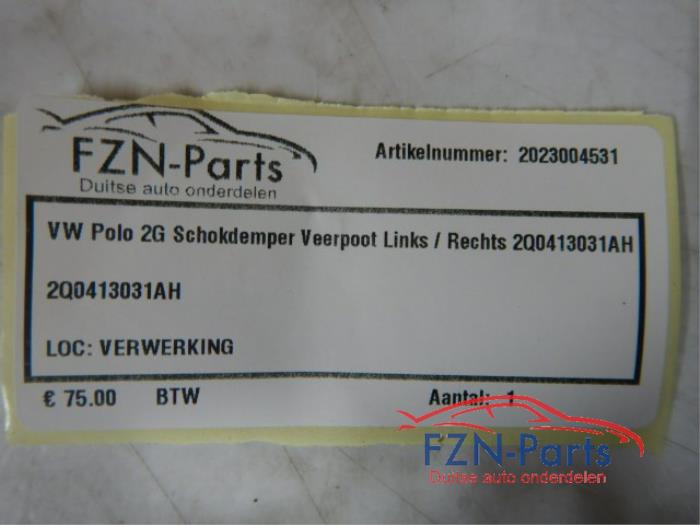 FZN-Parts
Duitse auto onderdelen
Artikelnummer: 2023004531
VW Polo 2G Schokdemper Veerpoot Links / Rechts 2Q0413031AH
2Q0413031AH
LOC: VERWERKING
€ 75.00 BTW Aantal: 1
FZN-Parts
Duitse auto onderdelen